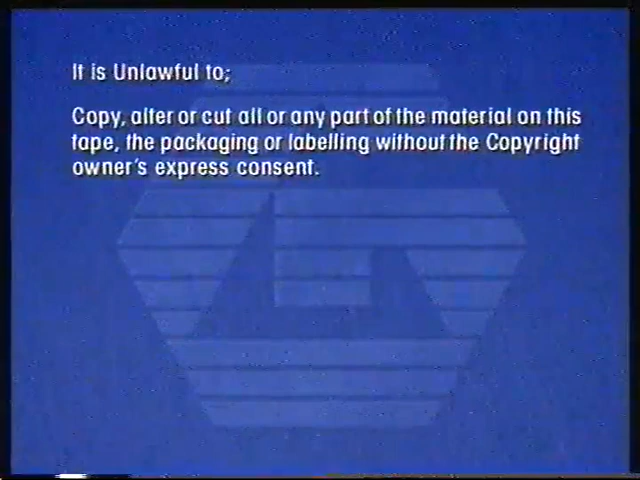 It is Unlawful to;
Copy, alter or cut all or any part of the material on this
tape, the packaging or labelling without the Copyright
owner's express consent.